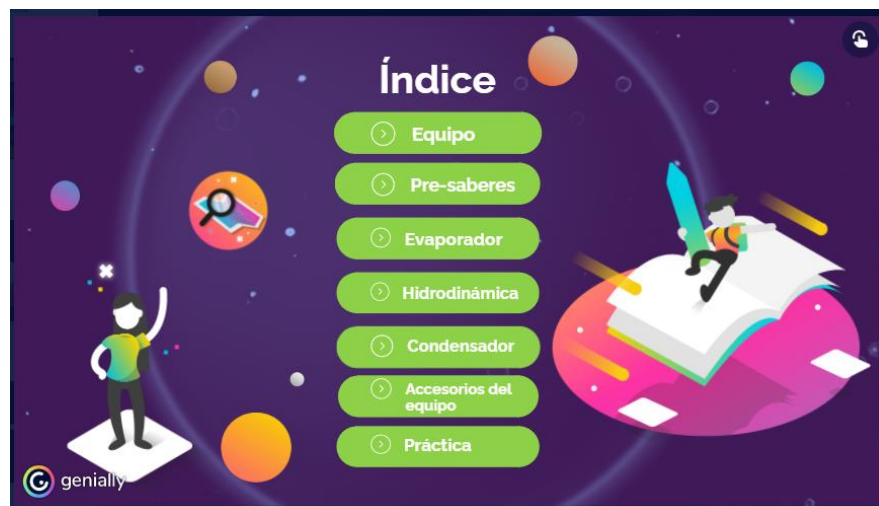 Índice
Equipo
Pre-saberes
Evaporador
Hidrodinámica
Condensador
Accesorios del
equipo
Práctica
genially